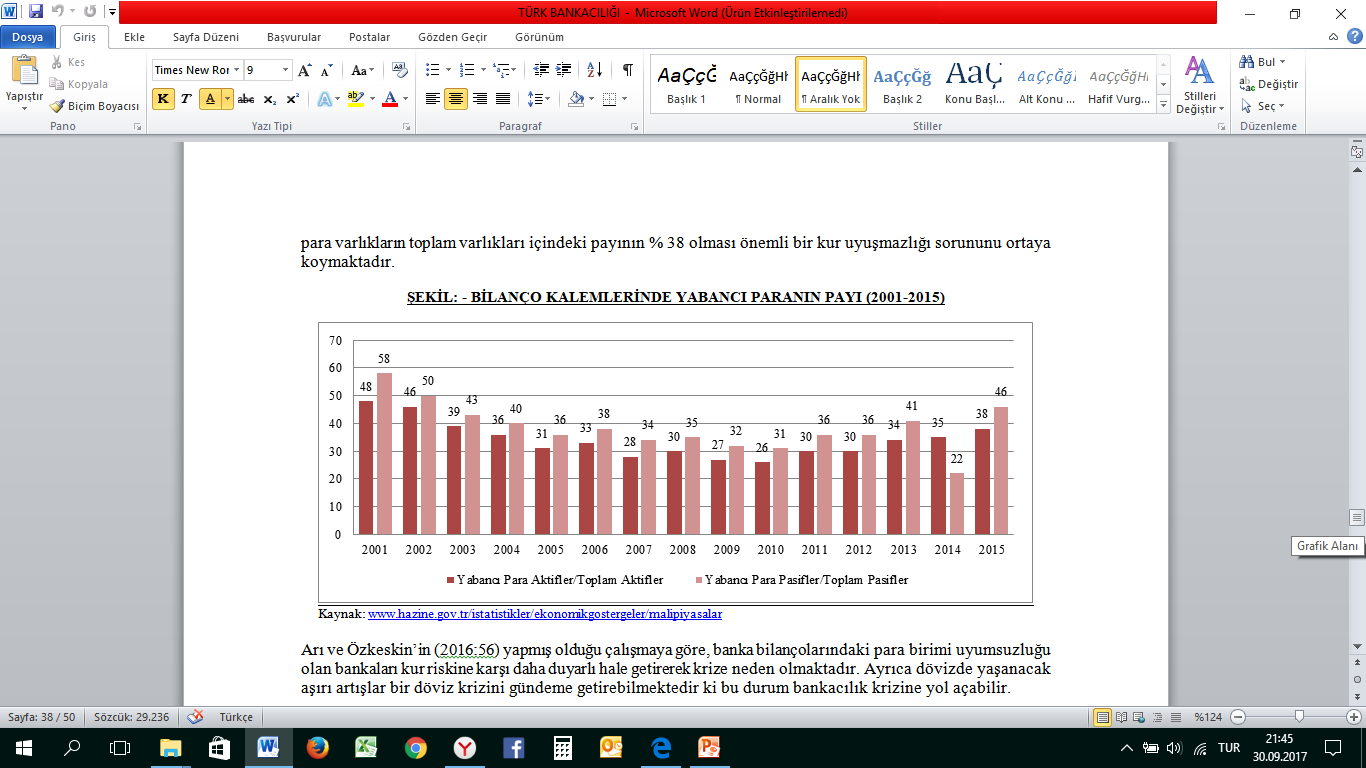 TÜRK BANKACILIĞI - Microsoft Word (Ürün Etkinleştirilemedi)
Dosya Giriş Ekle Sayfa Düzeni Başvurular Postalar Gözden Geçir Görünüm
Yapıştır
Kes
Kopyala
Biçim Boyacısı
Pano
Times New Ror 9
Yazı Tipi
Paragraf
AaÇçĞ AaÇçĞğHł AaÇçĞğHł AaÇçĞğ AaÇ AaÇçĞğl AaÇçĞğHl
Başlık 1 ¶ Normal ¶ Aralık Yok Başlık 2 Konu Başl... Alt Konu ... Hafif Vurg...
Stiller
Stilleri
Değiştir
Bul
Değiştir
Seç
Düzenleme
para varlıkların toplam varlıkları içindeki payının % 38 olması önemli bir kur uyuşmazlığı sorununu ortaya
koymaktadır.
ŞEKİL: - BİLANÇO KALEMLERİNDE YABANCI PARANIN PAYI (2001-2015)
70
60
50
40
30
20
10
0
48 58 46 50 39 43 36 40 31 36 33 38 28 34 30 35 27 32 26 31 30 36 30 36 34 41 35 22 38 46
2001 2002 2003 2004 2005 2006 2007 2008 2009 2010 2011 2012 2013 2014 2015
Yabancı Para Aktifler/Toplam Aktifler Yabancı Para Pasifler/Toplam Pasifler
Kaynak: www.hazine.gov.tr/istatistikler/ekonomikgostergeler/malipiyasalar
Grafik Alanı
Arı ve Özkeskin’in (2016:56) yapmış olduğu çalışmaya göre, banka bilançolarındaki para birimi uyumsuzluğu
olan bankaları kur riskine karşı daha duyarlı hale getirerek krize neden olmaktadır. Ayrıca dövizde yaşanacak
aşırı artışlar bir döviz krizini gündeme getirebilmektedir ki bu durum bankacılık krizine yol açabilir.
Sayfa: 38 / 50 Sözcük: 29.236 Türkçe %124
TUR
21:45
30.09.2017